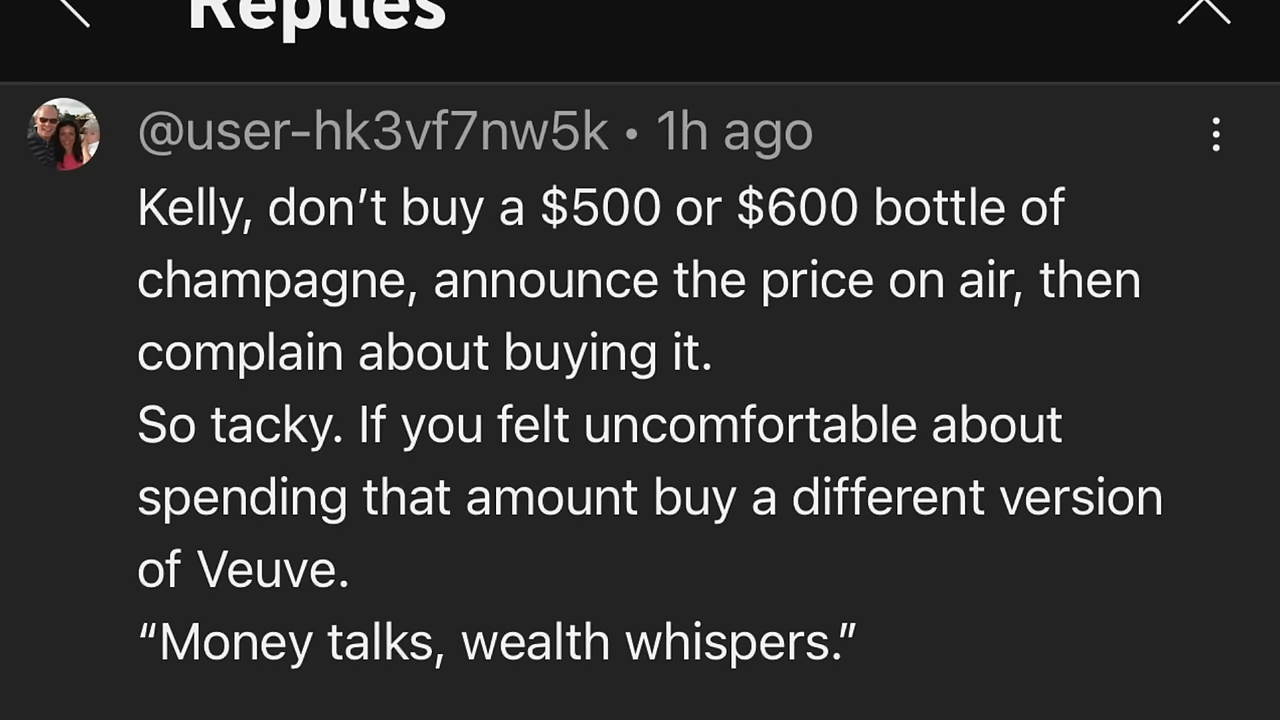 Replies
@user-hk3vf7nw5k • 1h ago
Kelly, don’t buy a $500 or $600 bottle of
champagne, announce the price on air, then
complain about buying it.
So tacky. If you felt uncomfortable about
spending that amount buy a different version
of Veuve.
“Money talks, wealth whispers.”